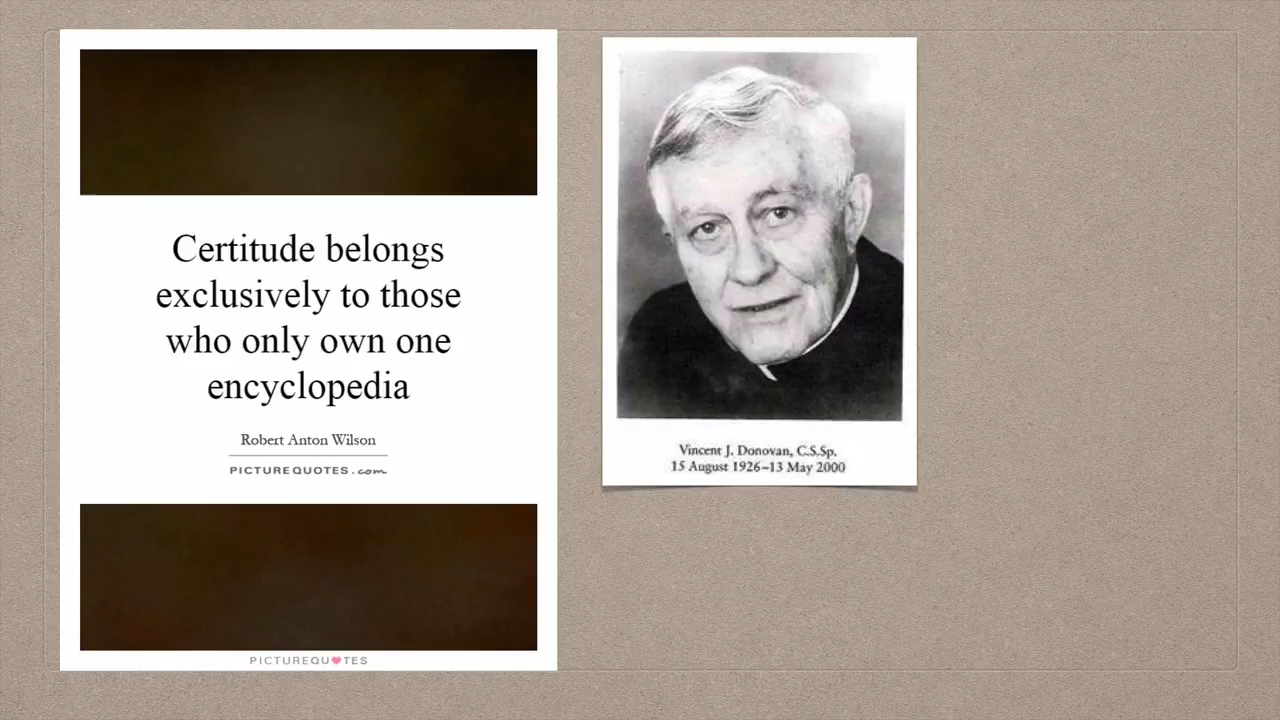 Certitude belongs
exclusively to those
who only own one
encyclopedia
Robert Anton Wilson
PICTUREQUOTES.com
PICTUREQUOTES
Vincent J. Donovan, C.S.Sp.
15 August 1926–13 May 2000